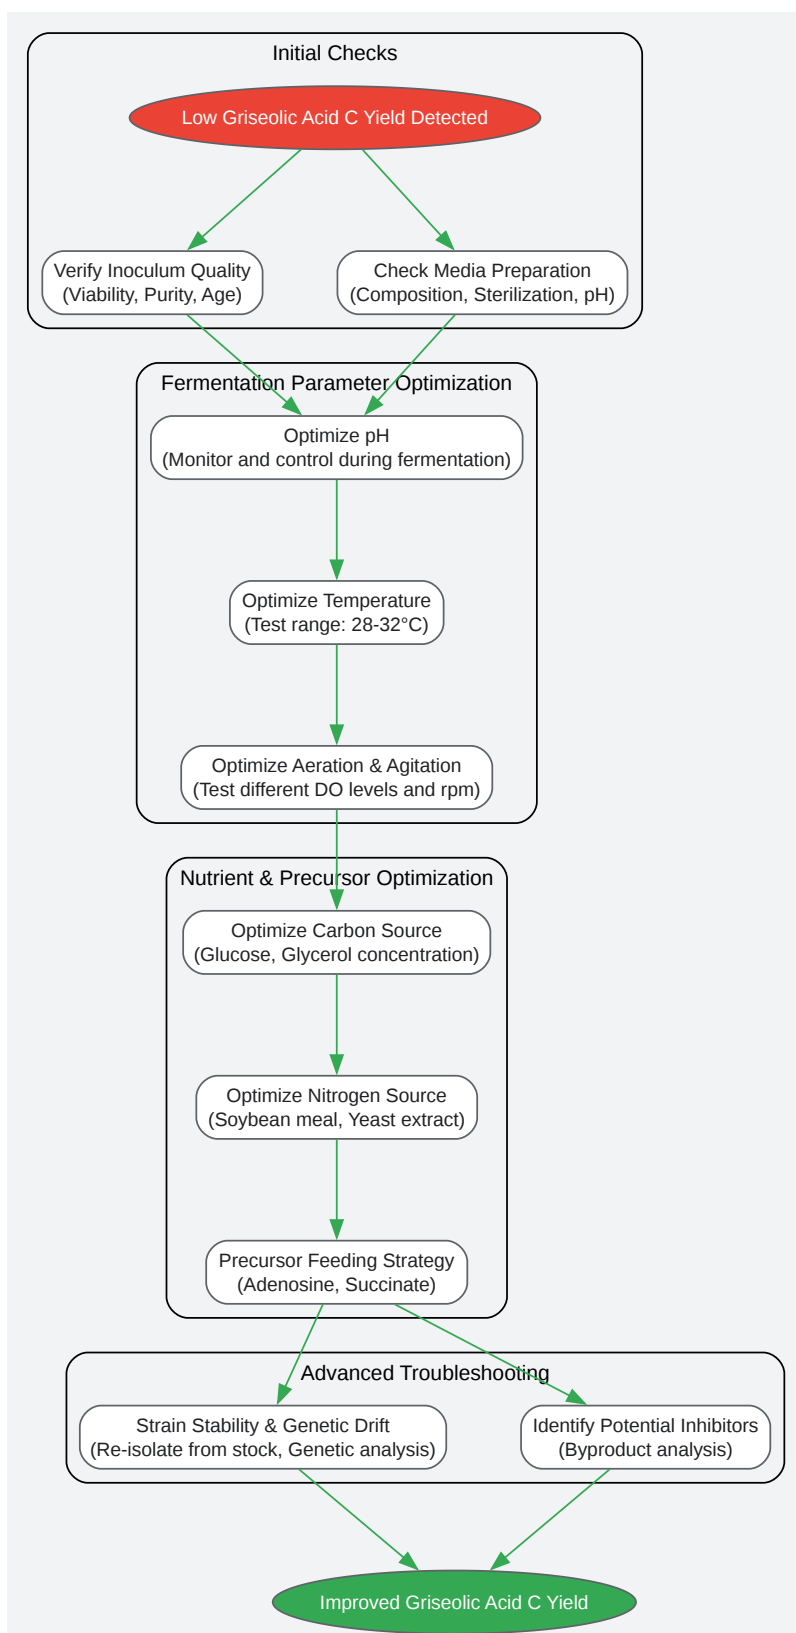 Initial Checks
Low Griseolic Acid C Yield Detected
Verify Inoculum Quality
(Viability, Purity, Age)
Check Media Preparation
(Composition, Sterilization, pH)
Fermentation Parameter Optimization
Optimize pH
(Monitor and control during fermentation)
Optimize Temperature
(Test range: 28-32°C)
Optimize Aeration & Agitation
(Test different DO levels and rpm)
Nutrient & Precursor Optimization
Optimize Carbon Source
(Glucose, Glycerol concentration)
Optimize Nitrogen Source
(Soybean meal, Yeast extract)
Precursor Feeding Strategy
(Adenosine, Succinate)
Advanced Troubleshooting
Strain Stability & Genetic Drift
(Re-isolate from stock, Genetic analysis)
Identify Potential Inhibitors
(Byproduct analysis)
Improved Griseolic Acid C Yield